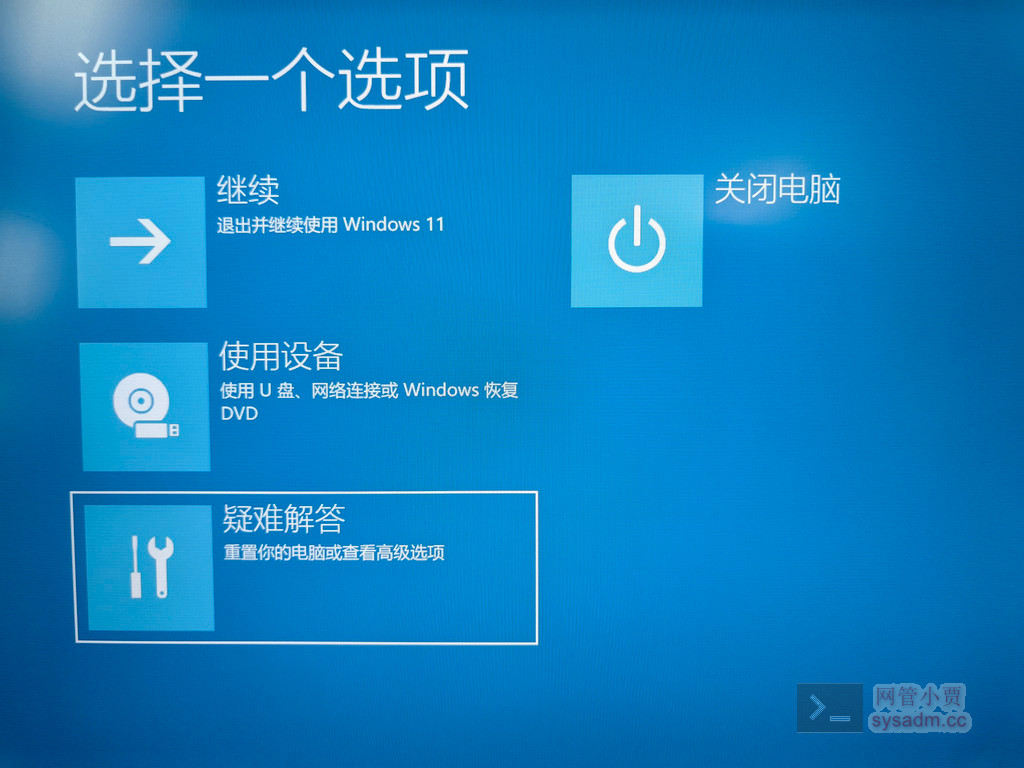 选择一个选项
继续
退出并继续使用 Windows 11
关闭电脑
使用设备
使用 U 盘、网络连接或 Windows 恢复
DVD
疑难解答
重置你的电脑或查看高级选项
网管小贾
sysadm.cc